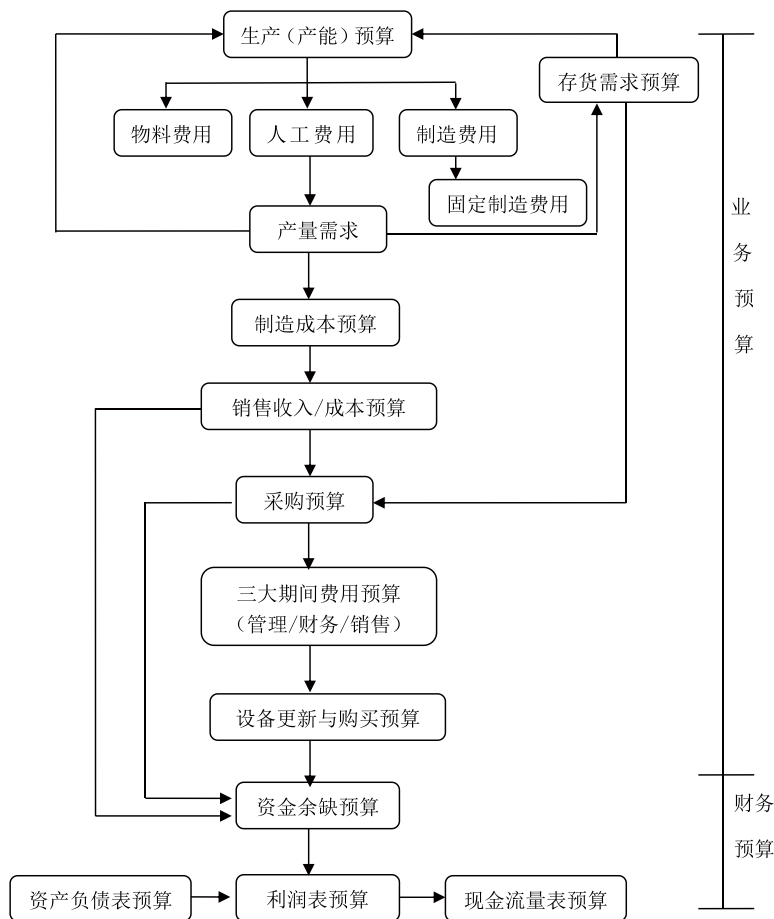 生产（产能）预算
存货需求预算
物料费用
人工费用
制造费用
固定制造费用
产量需求
制造成本预算
销售收入/成本预算
采购预算
三大期间费用预算
（管理/财务/销售）
设备更新与购买预算
资金余缺预算
资产负债表预算
利润表预算
现金流量表预算
业
务
预
算
财务
预算